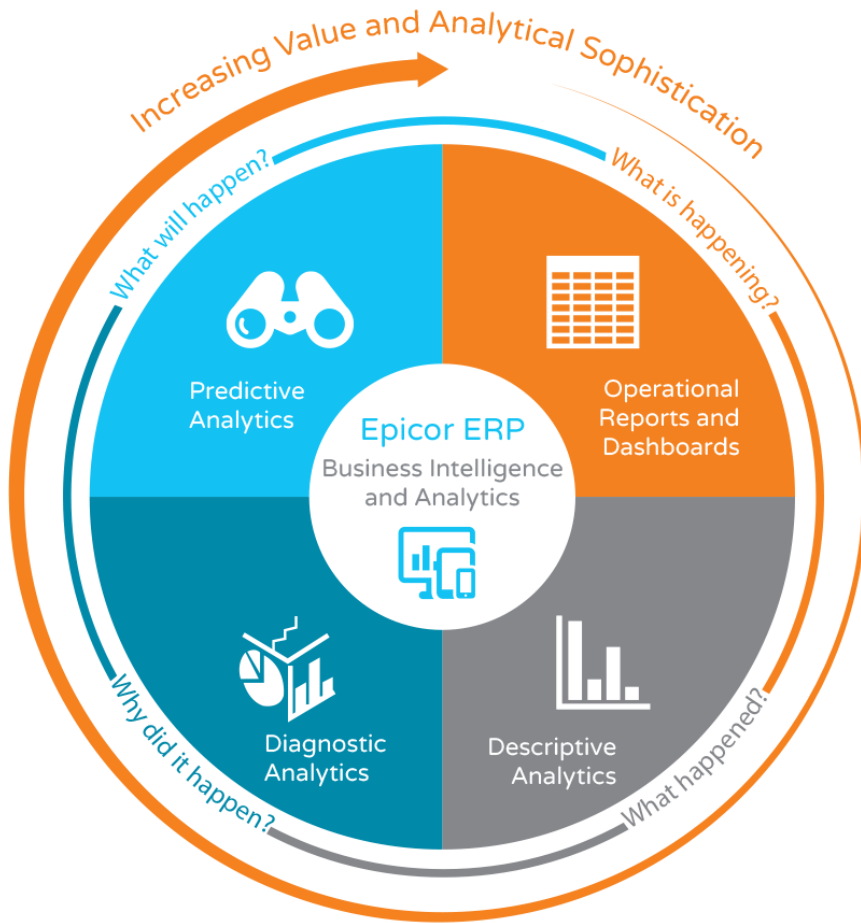 Increasing Value and Analytical Sophistication
What will happen?
What is happening?
Predictive
Analytics
Operational
Reports and
Dashboards
Epicor ERP
Business Intelligence
and Analytics
Diagnostic
Analytics
Descriptive
Analytics
Why did it happen?
What happened?